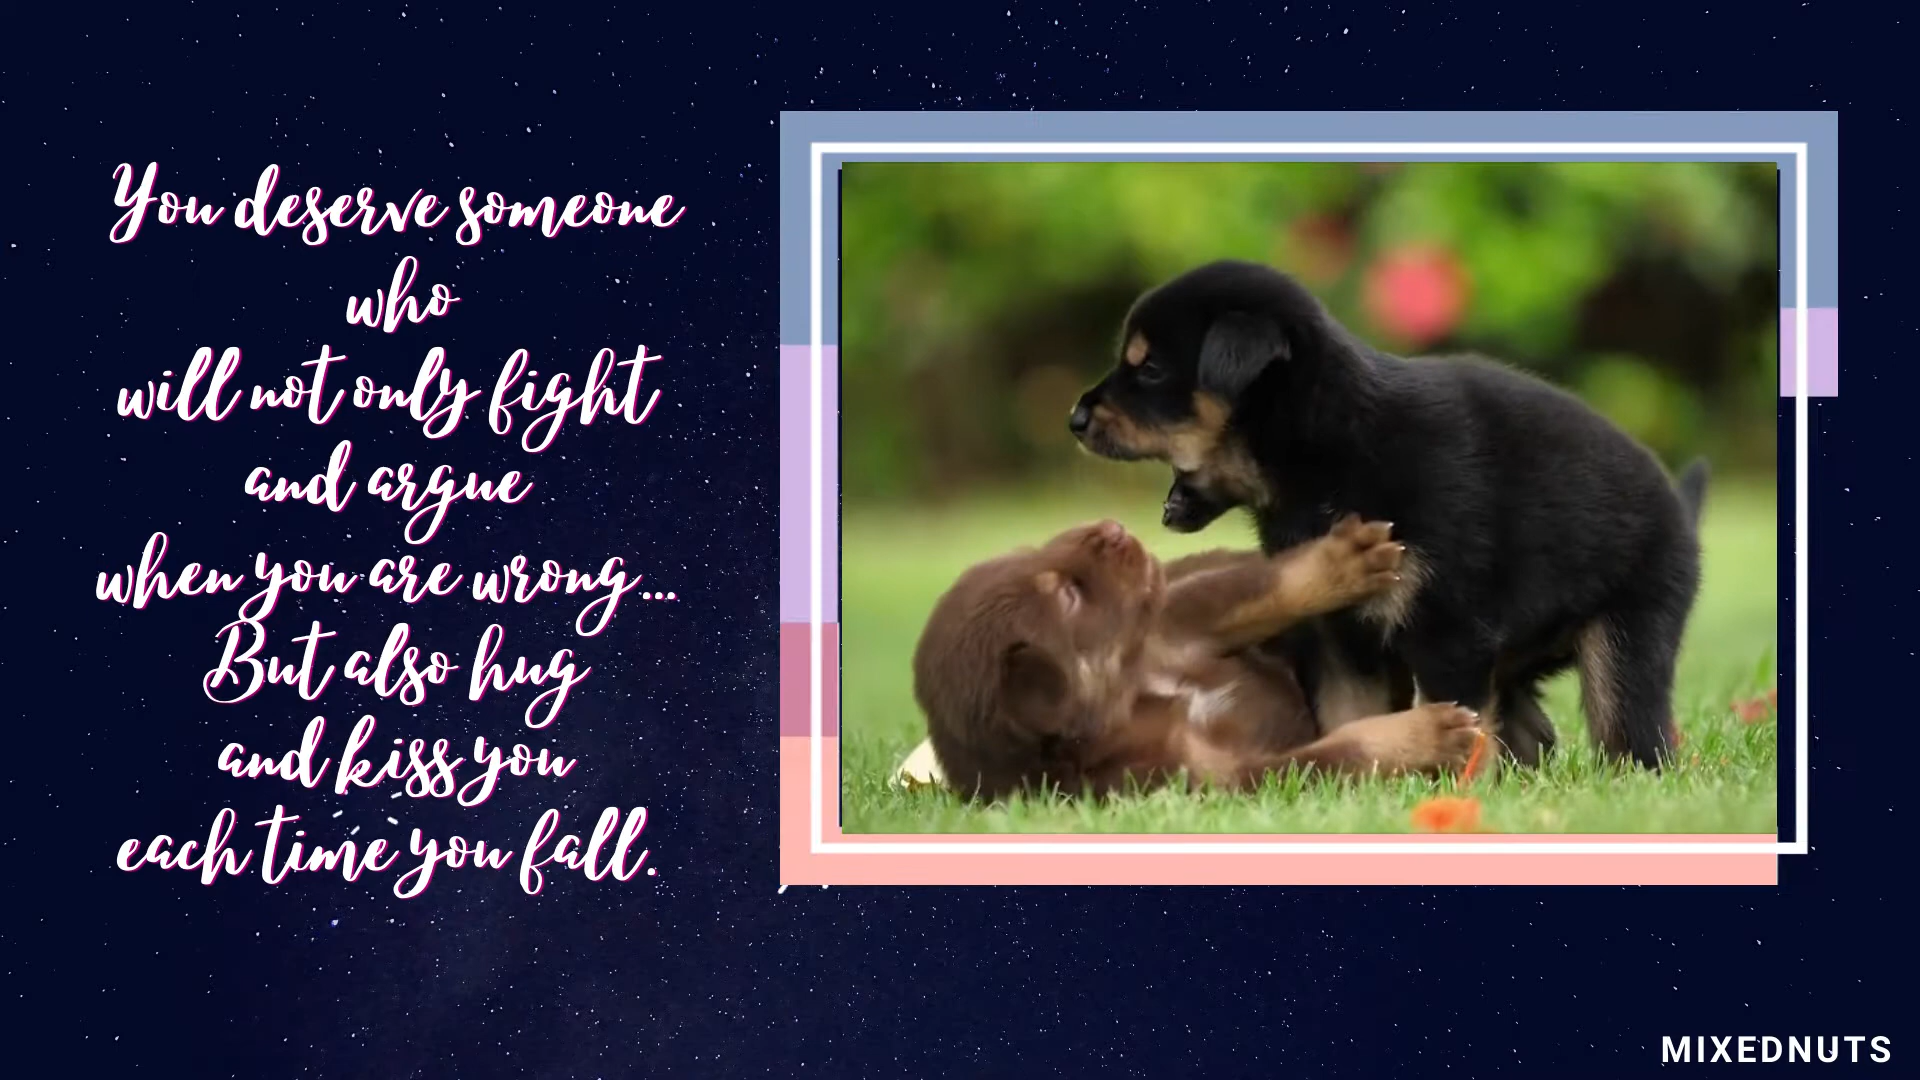 You deserve someone
who
will not only fight
and argue
when you are wrong...
But also hug
and kiss you
each time you fall.
MIXEDNUTS